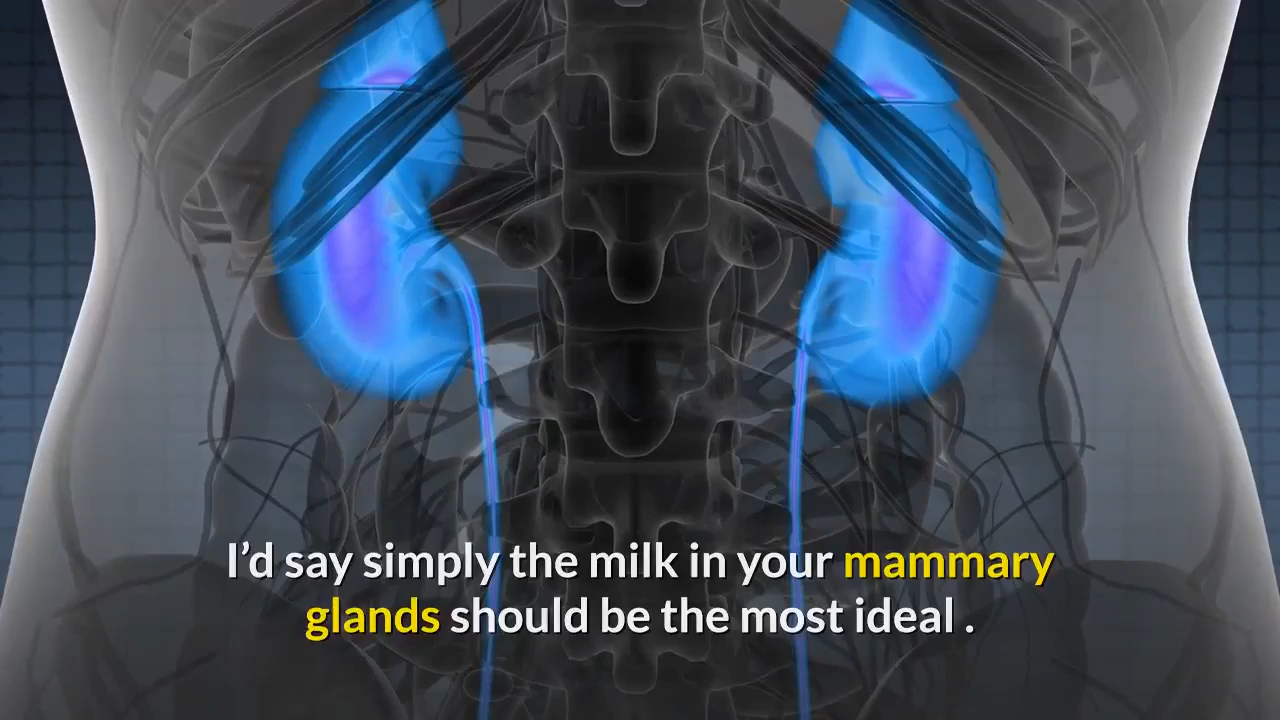 I’d say simply the milk in your mammary
glands should be the most ideal .